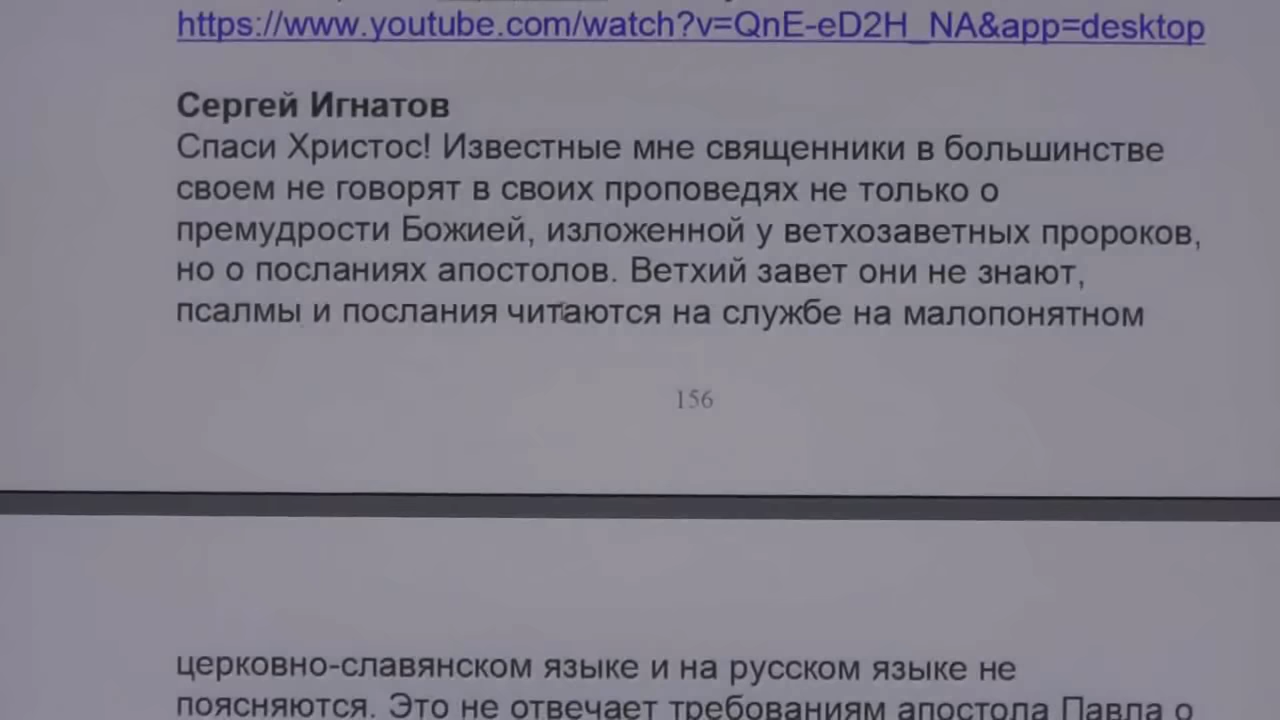 https://www.youtube.com/watch?v=QnE-eD2H_NA&app=desktop
Сергей Игнатов
Спаси Христос! Известные мне священники в большинстве
своем не говорят в своих проповедях не только о
премудрости Божией, изложенной у ветхозаветных пророков,
но о посланиях апостолов. Ветхий завет они не знают,
псалмы и послания читаются на службе на малопонятном
156
церковно-славянском языке и на русском языке не
поясняются. Это не отвечает требованиям апостола Павла о